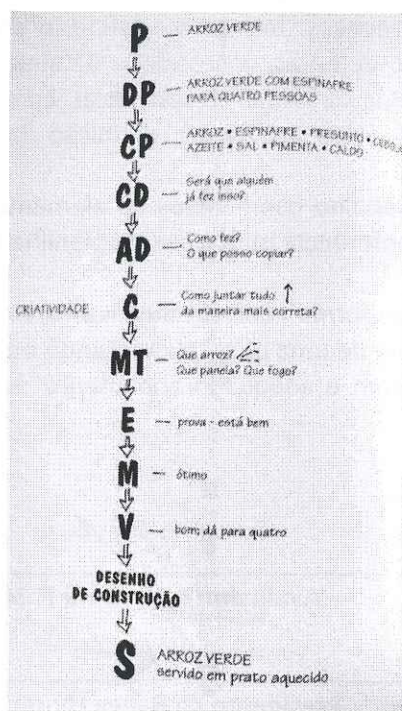 P — ARROZ VERDE
DP — ARROZ VERDE COM ESPINAFRE
PARA QUATRO PESSOAS
CP — ARROZ • ESPINAFRE • PRESUNTO • CEBOLA
AZEITE • SAL • PIMENTA • CALDO
CD — Será que alguém
já fez isso?
AD — Como fez?
O que posso copiar?
CRIATIVIDADE C — Como juntar tudo
da maneira mais correta?
MT — Que arroz?
Que panela? Que fogo?
E — prova - está bem
M — ótimo
V — bom; dá para quatro
DESENHO
DE CONSTRUÇÃO
S ARROZ VERDE
servido em prato aquecido